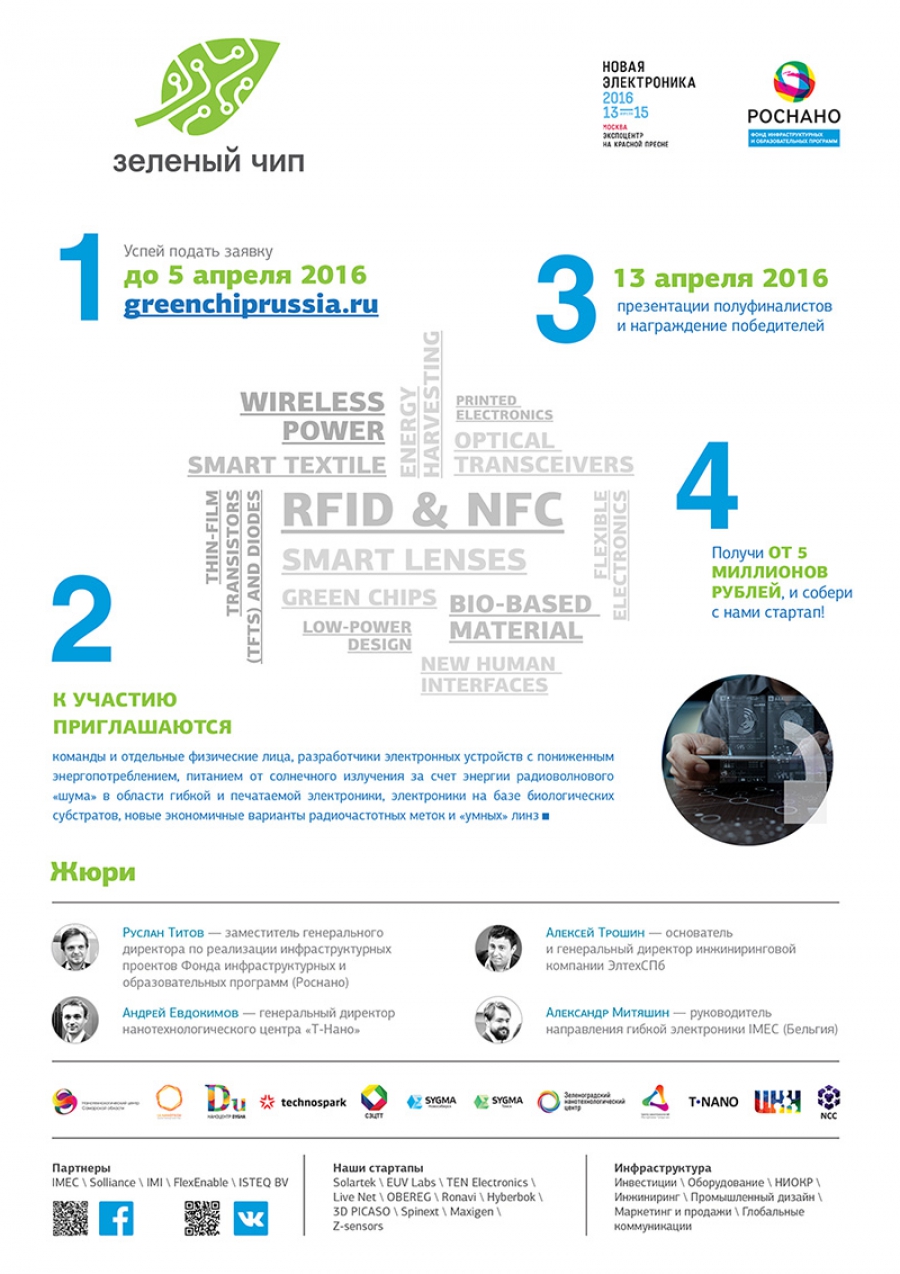 зеленый чип
НОВАЯ
ЭЛЕКТРОНИКА
2016
13 15
МОСКВА
ЭКСПОЦЕНТР
НА КРАСНОЙ ПРЕСНЕ
РОСНАНО
ФОНД ИНФРАСТРУКТУРНЫХ
И ОБРАЗОВАТЕЛЬНЫХ ПРОГРАММ
1
Успей подать заявку
до 5 апреля 2016
greenchiprussia.ru
3
13 апреля 2016
презентации полуфиналистов
и награждение победителей
WIRELESS
POWER
SMART TEXTILE
ENERGY
HARVESTING
PRINTED
ELECTRONICS
OPTICAL
TRANSCEIVERS
THIN-FILM
TRANSISTORS
(TFTS) AND DIODES
RFID & NFC
SMART LENSES
GREEN CHIPS
LOW-POWER
DESIGN
BIO-BASED
MATERIAL
NEW HUMAN
INTERFACES
FLEXIBLE
ELECTRONICS
4
Получи ОТ 5
МИЛЛИОНОВ
РУБЛЕЙ, и собери
с нами стартап!
2
К УЧАСТИЮ
ПРИГЛАШАЮТСЯ
команды и отдельные физические лица, разработчики электронных устройств с пониженным
энергопотреблением, питанием от солнечного излучения за счет энергии радиоволнового
«шума» в области гибкой и печатаемой электроники, электроники на базе биологических
субстратов, новые экономичные варианты радиочастотных меток и «умных» линз
Жюри
Руслан Титов — заместитель генерального
директора по реализации инфраструктурных
проектов Фонда инфраструктурных и
образовательных программ (Роснано)
Андрей Евдокимов — генеральный директор
нанотехнологического центра «Т-Нано»
Алексей Трошин — основатель
и генеральный директор инжиниринговой
компании ЭлтехСПб
Александр Митяшин — руководитель
направления гибкой электроники IMEC (Бельгия)
Нанотехнологический центр
Самарской области
Du
НАНОЦЕНТР ДУБНА
technospark
СЗЦТТ
SYGMA
Новосибирск
SYGMA
Томск
Зеленоградский
нанотехнологический
центр
T·NANO
NCC
Партнеры
IMEC \ Solliance \ IMI \ FlexEnable \ ISTEQ BV
Наши стартапы
Solartek \ EUV Labs \ TEN Electronics \
Live Net \ OBEREG \ Ronavi \ Hyberbok \
3D PICASO \ Spinext \ Maxigen \
Z-sensors
Инфраструктура
Инвестиции \ Оборудование \ НИОКР \
Инжиниринг \ Промышленный дизайн \
Маркетинг и продажи \ Глобальные
коммуникации